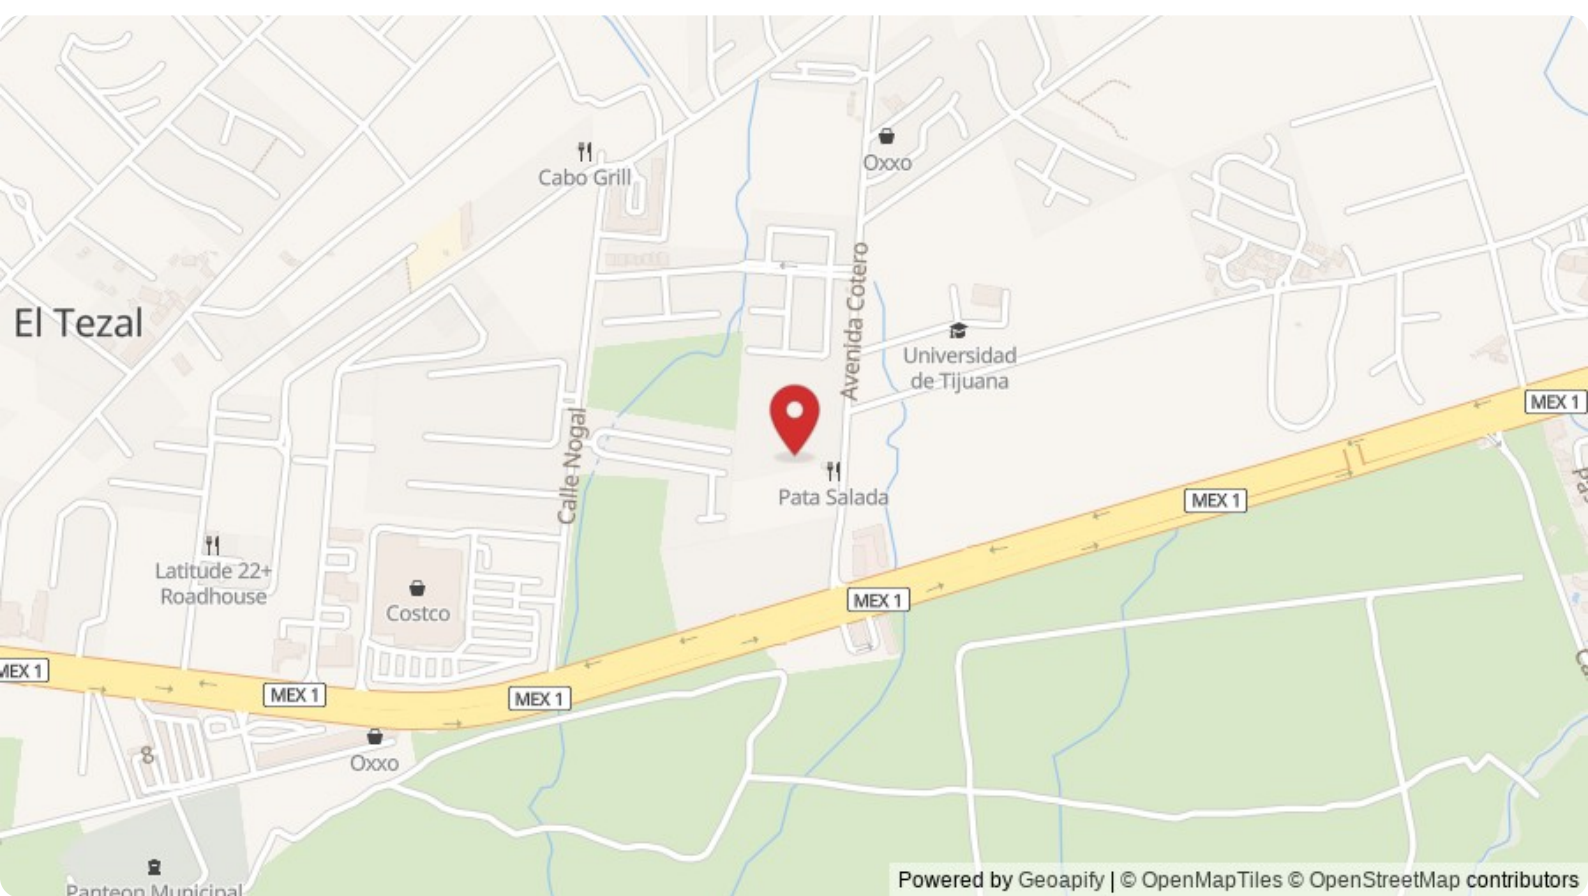 Oxxo
Cabo Grill
Avenida Cotero
El Tezal
Universidad
de Tijuana
MEX 1
Calle Nogal
Pata Salada
MEX 1
Latitude 22+
Roadhouse
Costco
MEX 1
MEX 1
MEX 1
MEX 1
8
Oxxo
Panteon Municipal
Powered by Geoapify | © OpenMapTiles © OpenStreetMap contributors